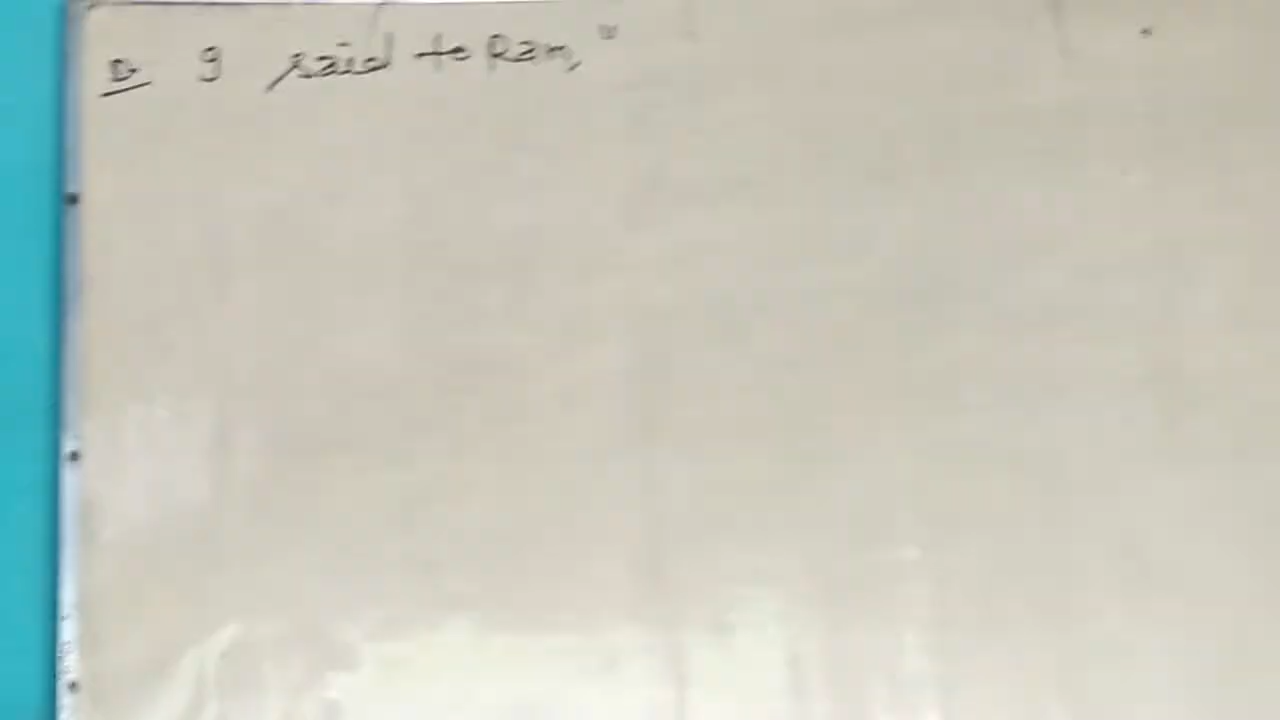 Q. I said to Ram, "